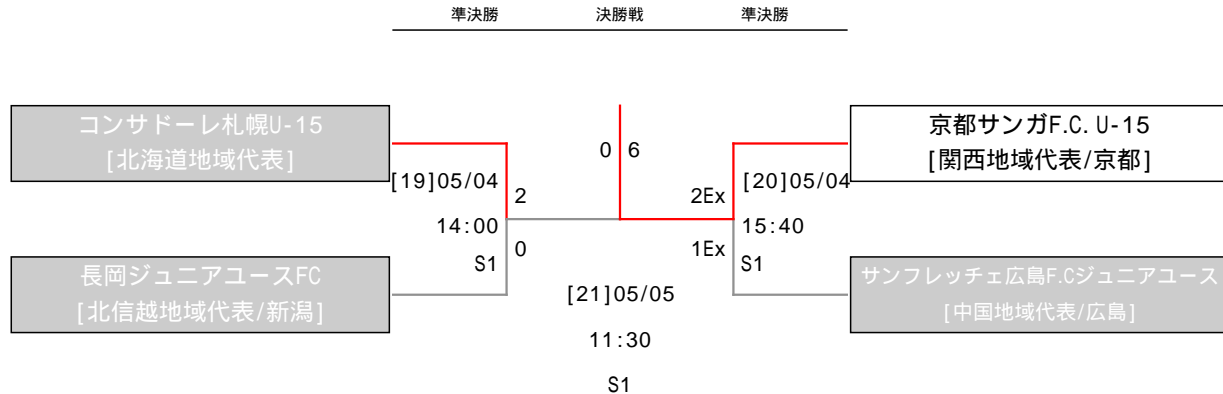 準決勝 決勝戦 準決勝
コンサドーレ札幌U-15
[北海道地域代表]
京都サンガF.C. U-15
[関西地域代表/京都]
0 6
[19]05/04
2
14:00
0
S1
2Ex
[20]05/04
15:40
1Ex
S1
長岡ジュニアユースFC
[北信越地域代表/新潟]
サンフレッチェ広島F.Cジュニアユース
[中国地域代表/広島]
[21]05/05
11:30
S1